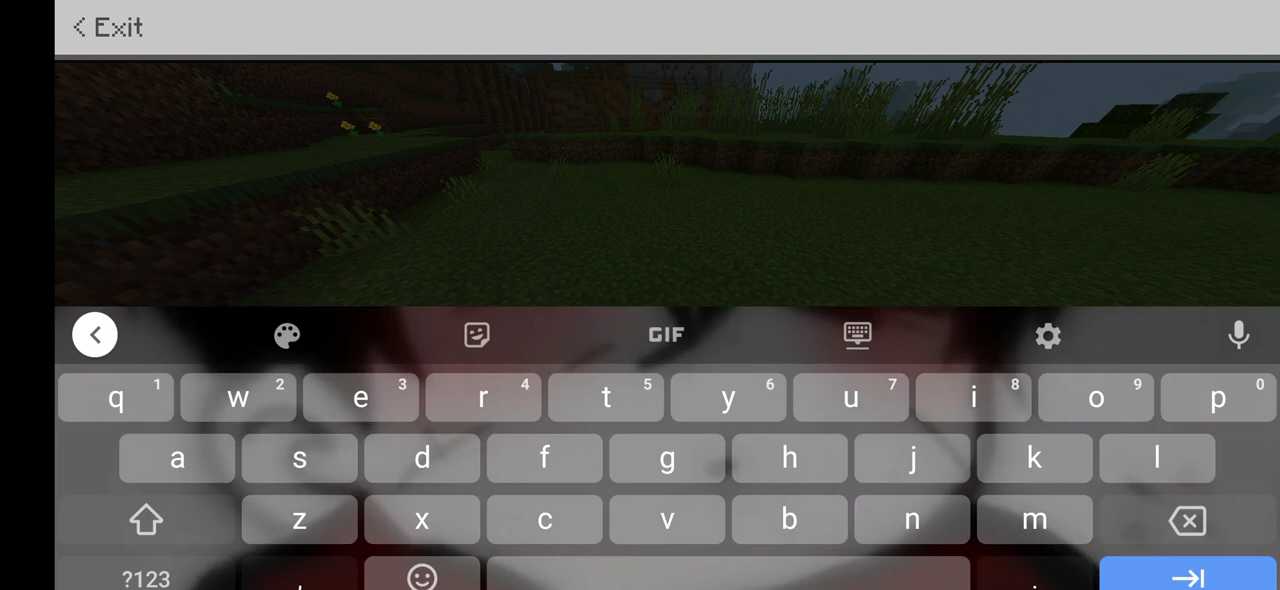 < Exit
GIF
q 1 w 2 e 3 r 4 t 5 y 6 u 7 i 8 o 9 p 0
a s d f g h j k l
z x c v b n m
?123 , .